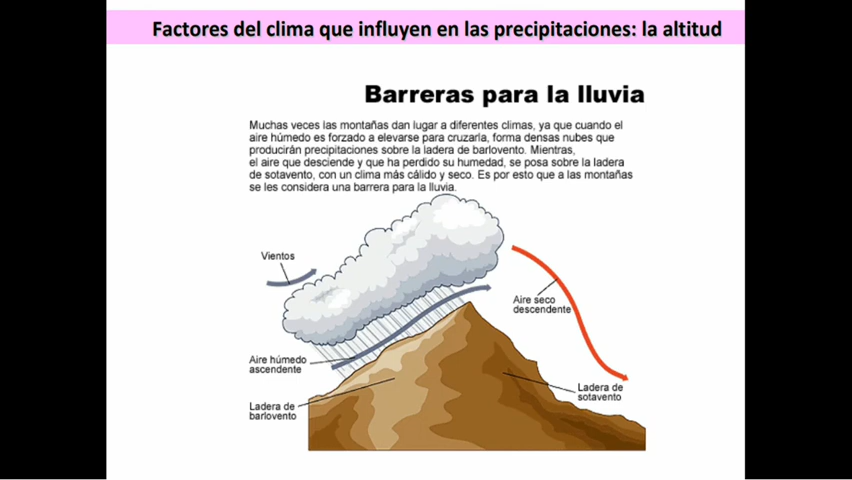 Factores del clima que influyen en las precipitaciones: la altitud
Barreras para la lluvia
Muchas veces las montañas dan lugar a diferentes climas, ya que cuando el
aire húmedo es forzado a elevarse para cruzarla, forma densas nubes que
producirán precipitaciones sobre la ladera de barlovento. Mientras,
el aire que desciende y que ha perdido su humedad, se posa sobre la ladera
de sotavento, con un clima más cálido y seco. Es por esto que a las montañas
se les considera una barrera para la lluvia.
Vientos
Aire seco
descendente
Aire húmedo
ascendente
Ladera de
sotavento
Ladera de
barlovento